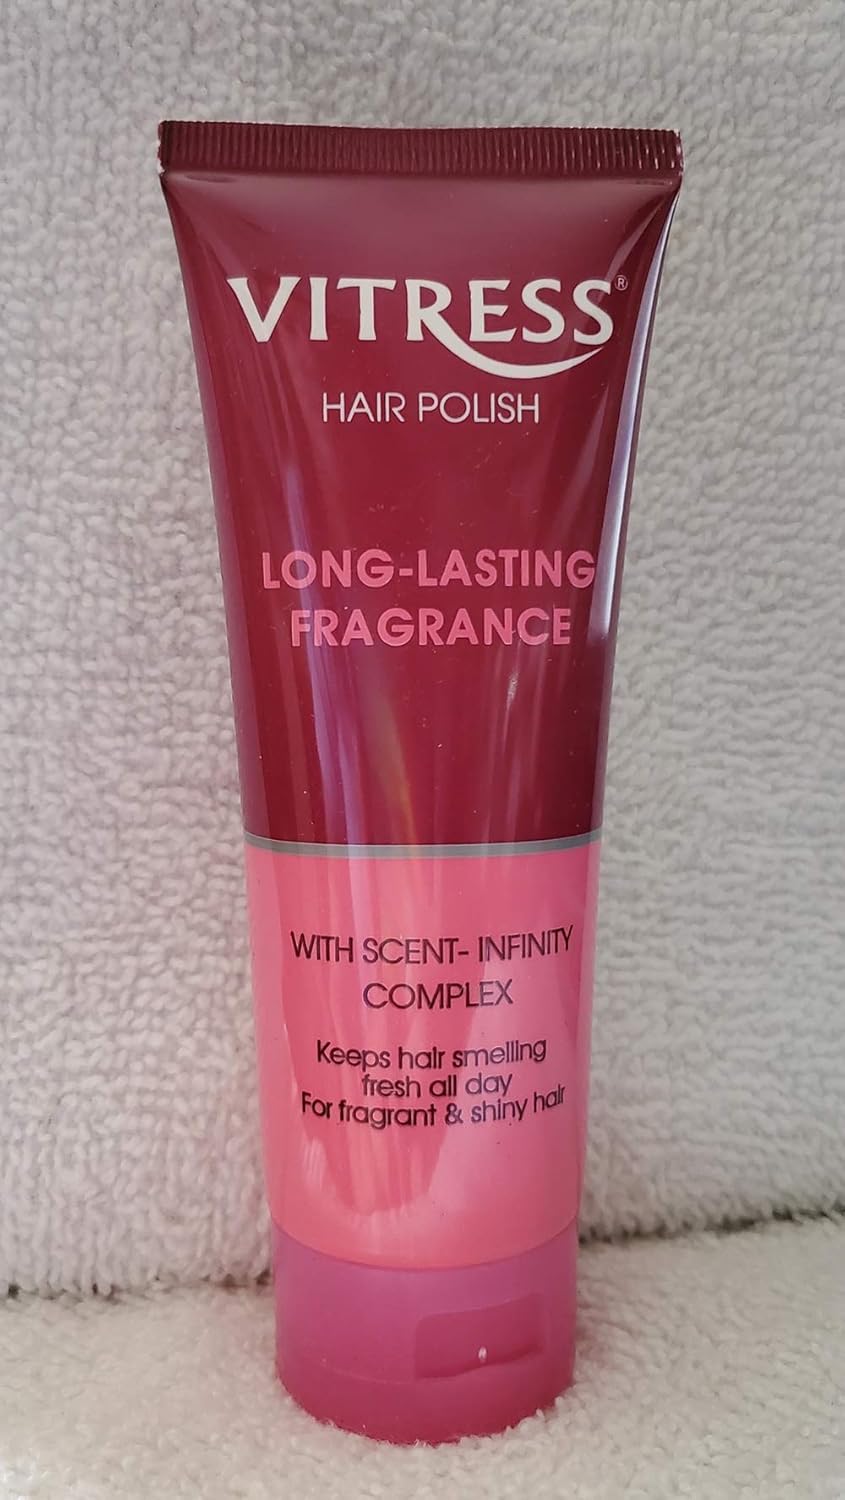 VITRESS®
HAIR POLISH
LONG-LASTING
FRAGRANCE
WITH SCENT- INFINITY
COMPLEX
Keeps hair smelling
fresh all day
For fragrant & shiny hair